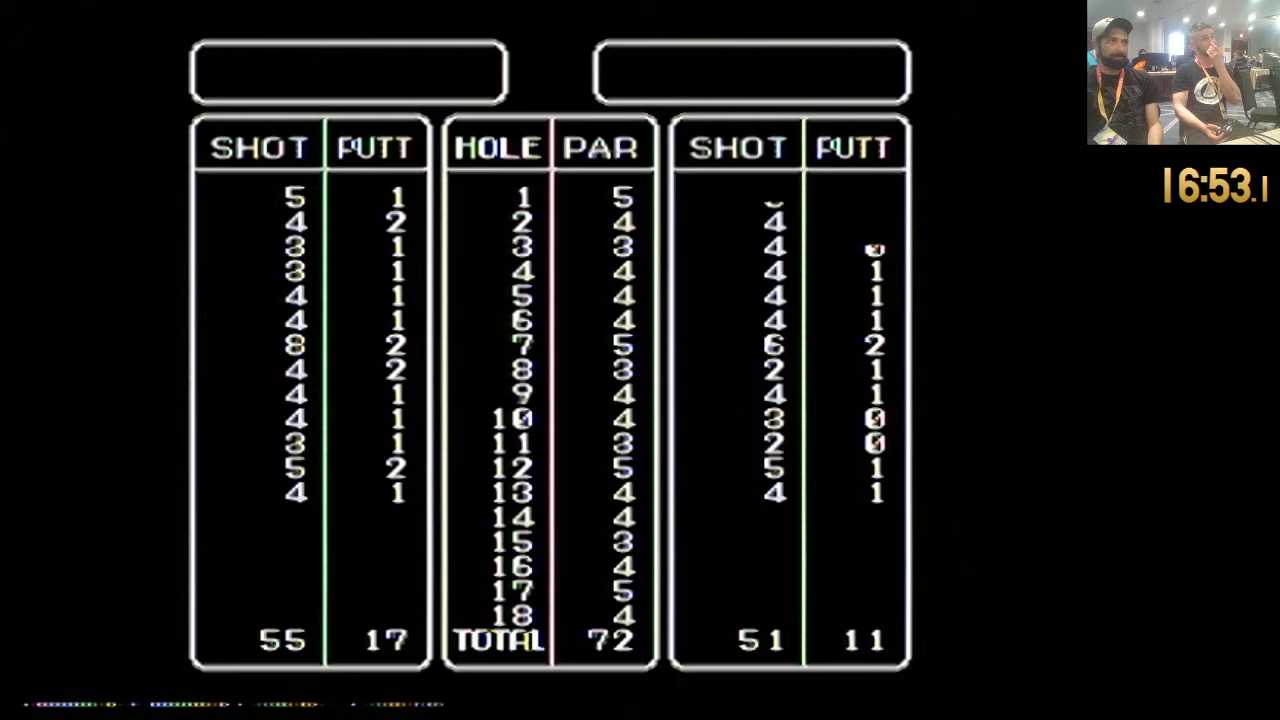 SHOT PUTT HOLE PAR SHOT PUTT
5 1 1 5
4 2 2 4 4
3 1 3 3 4
3 1 4 4 4 1
4 1 5 4 4 1
4 1 6 4 4 1
8 2 7 5 6 2
4 2 8 3 2 1
4 1 9 4 4 1
4 1 10 4 3 0
3 1 11 3 2 0
5 2 12 5 5 1
4 1 13 4 4 1
14 4
15 3
16 4
17 5
18 4
55 17 TOTAL 72 51 11
16:53.1